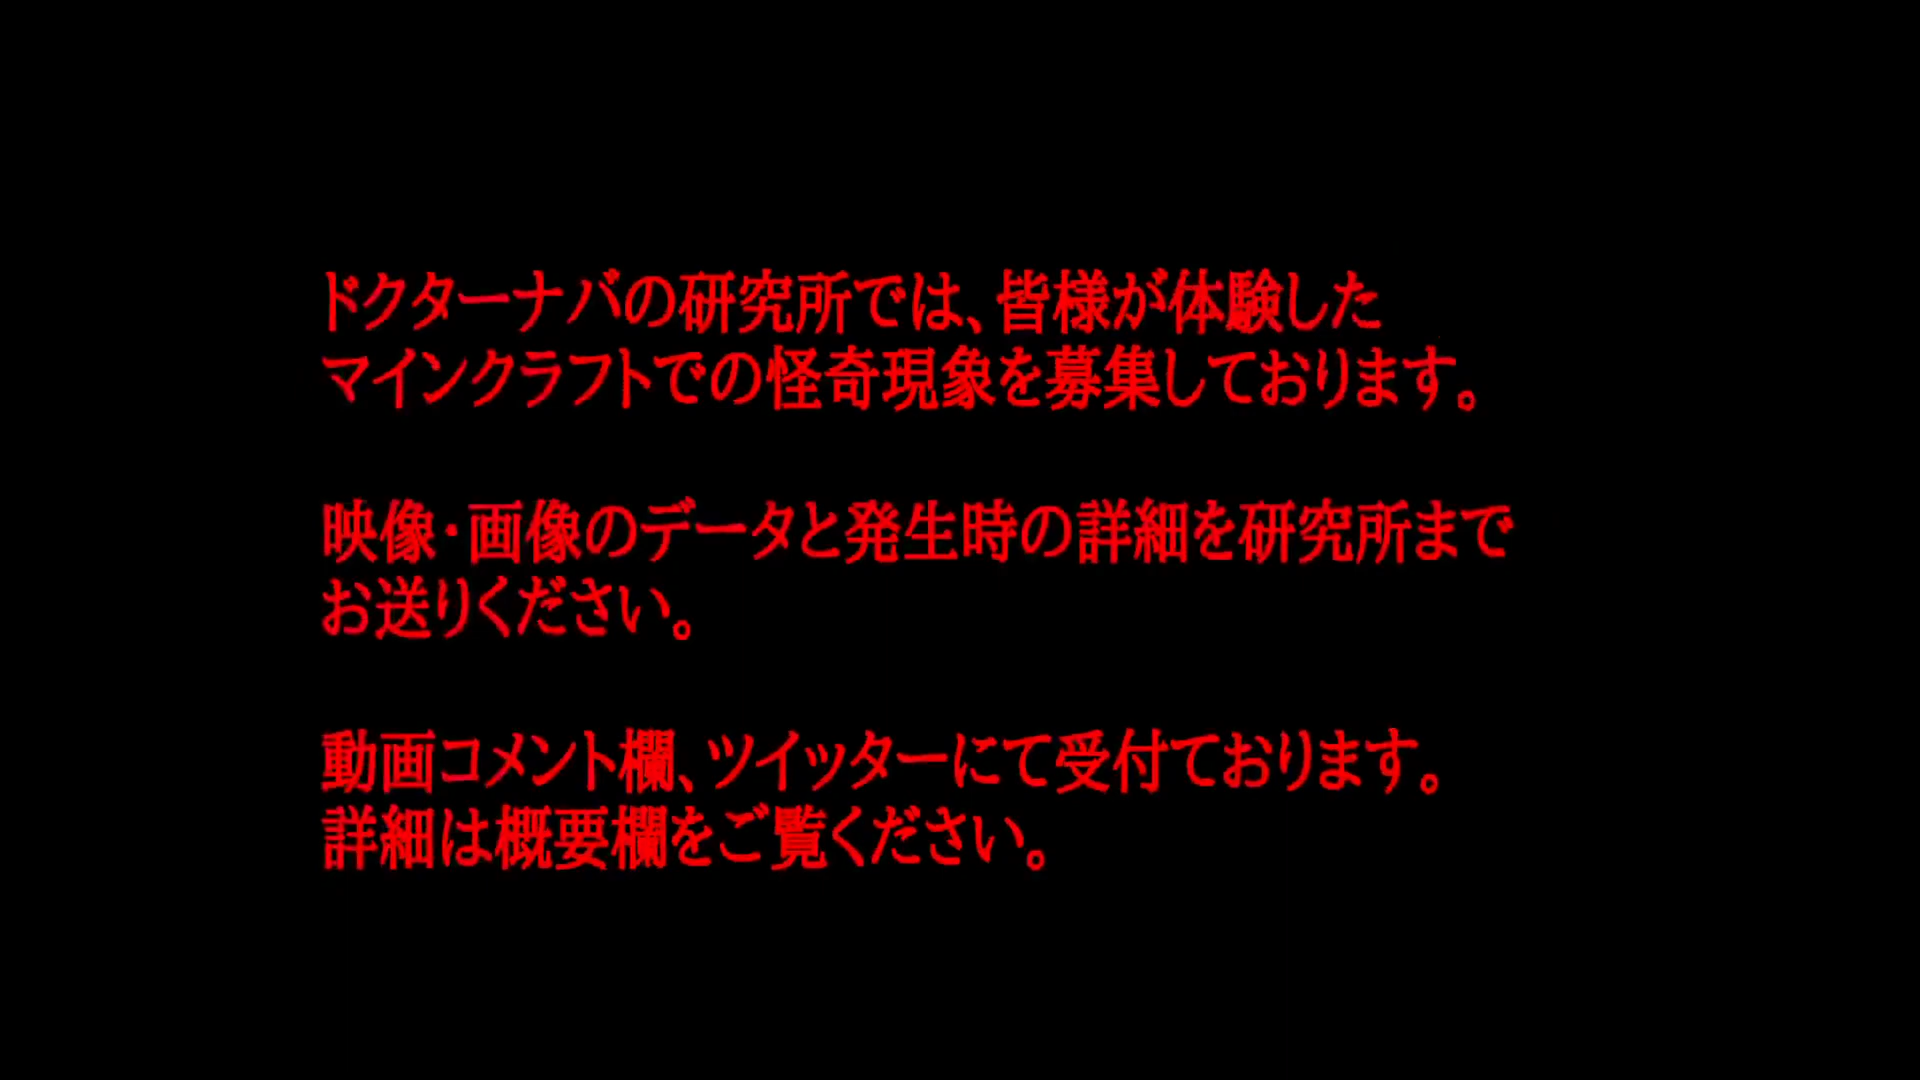 ドクターナバの研究所では、皆様が体験した
マインクラフトでの怪奇現象を募集しております。
映像・画像のデータと発生時の詳細を研究所まで
お送りください。
動画コメント欄、ツイッターにて受付ております。
詳細は概要欄をご覧ください。